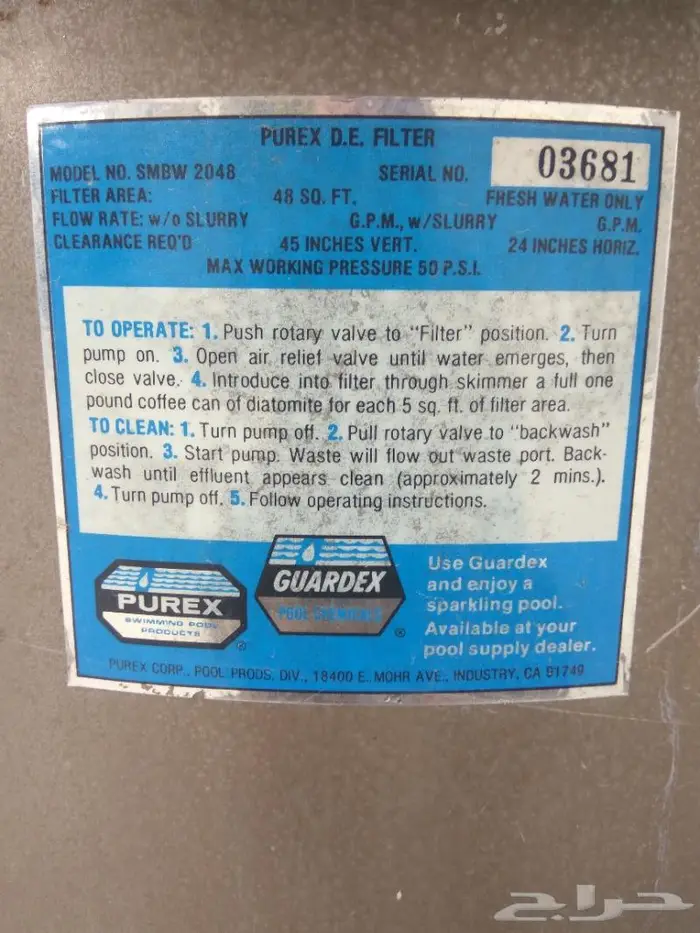 PUREX D.E. FILTER
MODEL NO. SMBW 2048 SERIAL NO. 03681
FILTER AREA: 48 SQ. FT. FRESH WATER ONLY
FLOW RATE: w/o SLURRY G.P.M., w/SLURRY G.P.M.
CLEARANCE REQ'D 45 INCHES VERT. 24 INCHES HORIZ.
MAX WORKING PRESSURE 50 P.S.I.
TO OPERATE: 1. Push rotary valve to "Filter" position. 2. Turn
pump on. 3. Open air relief valve until water emerges, then
close valve. 4. Introduce into filter through skimmer a full one
pound coffee can of diatomite for each 5 sq. ft. of filter area.
TO CLEAN: 1. Turn pump off. 2. Pull rotary valve to "backwash"
position. 3. Start pump. Waste will flow out waste port. Back-
wash until effluent appears clean (approximately 2 mins.).
4. Turn pump off. 5. Follow operating instructions.
PUREX
SWIMMING POOL
PRODUCTS
®
GUARDEX
POOL CHEMICALS
®
Use Guardex
and enjoy a
sparkling pool.
Available at your
pool supply dealer.
PUREX CORP., POOL PRODS. DIV., 18400 E. MOHR AVE., INDUSTRY, CA 91749
حراج